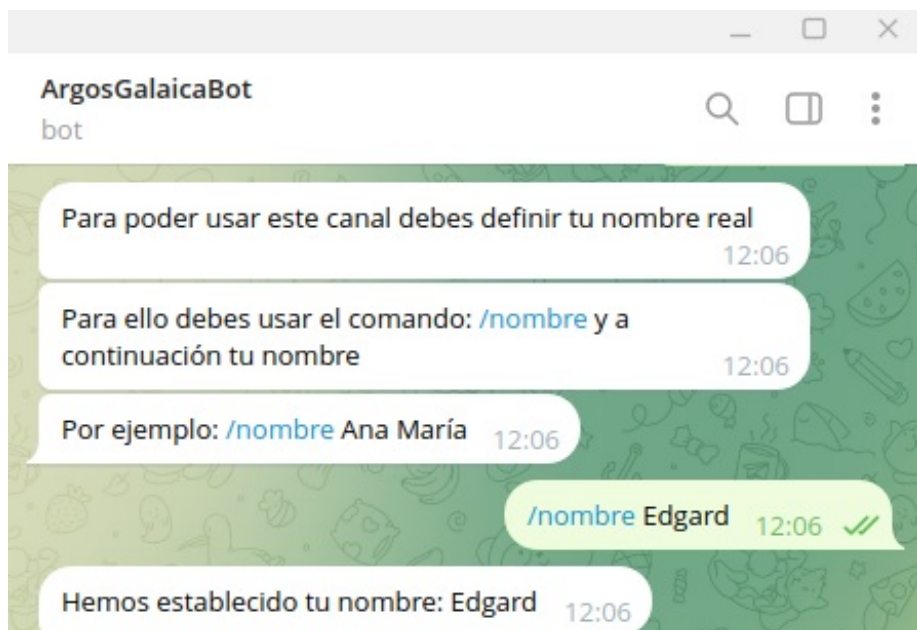 ArgosGalaicaBot
bot
Para poder usar este canal debes definir tu nombre real
12:06
Para ello debes usar el comando: /nombre y a
continuación tu nombre
12:06
Por ejemplo: /nombre Ana María 12:06
/nombre Edgard 12:06
Hemos establecido tu nombre: Edgard 12:06